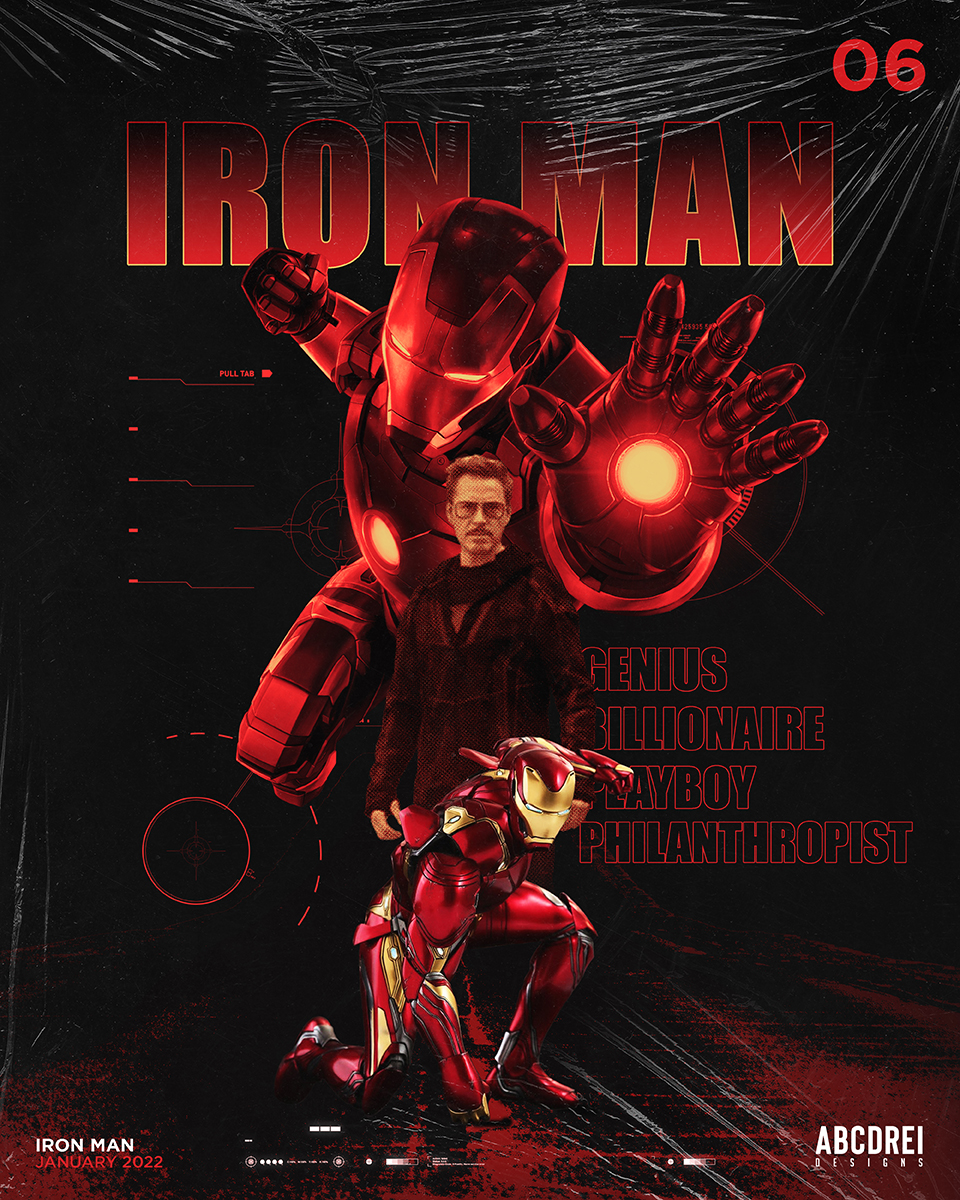 06
IRON MAN
PULL TAB
GENIUS
BILLIONAIRE
PLAYBOY
PHILANTHROPIST
IRON MAN
JANUARY 2022
ABCDREI
DESIGNS